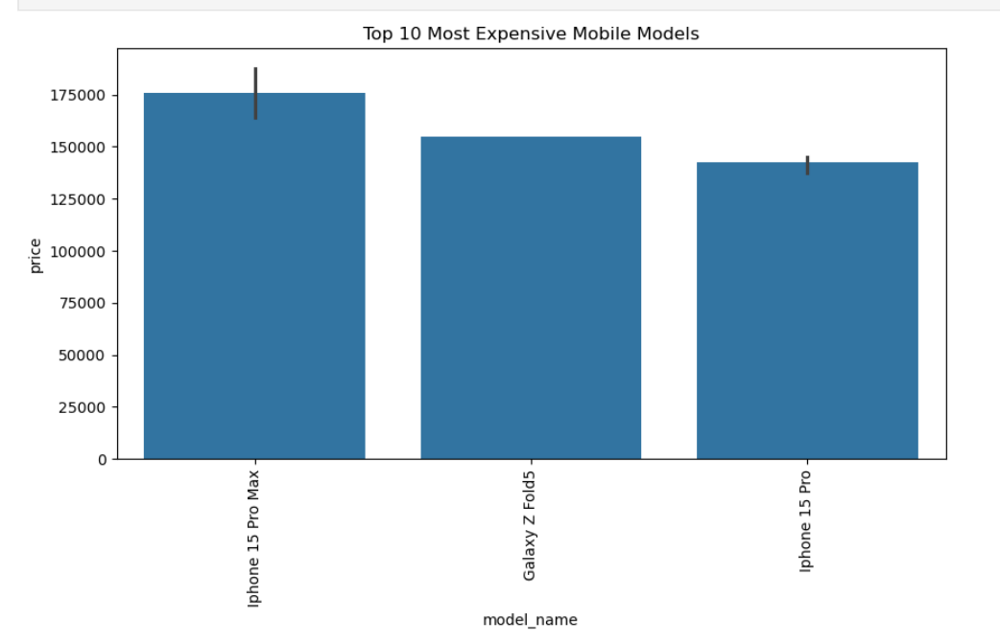 Top 10 Most Expensive Mobile Models
175000
150000
125000
100000
75000
50000
25000
0
price
Iphone 15 Pro Max
Galaxy Z Fold5
Iphone 15 Pro
model_name